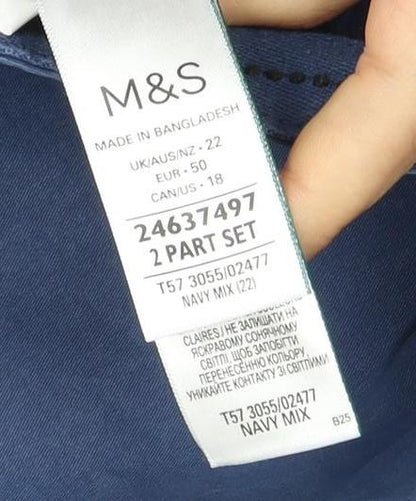 M&S
MADE IN BANGLADESH
UK/AUS/NZ • 22
EUR • 50
CAN/US • 18
24637497
2 PART SET
T57 3055/02477
NAVY MIX (22)
CLAIRES / НЕ ЗАЛИШАТИ НА
ЯСКРАВОМУ СОНЯЧНОМУ
СВІТЛІ, ЩОБ ЗАПОБІГТИ
ПЕРЕНЕСЕННЮ КОЛЬОРУ,
УНИКАЙТЕ КОНТАКТУ ЗІ СВІТЛИМИ
T57 3055/02477
NAVY MIX
B25